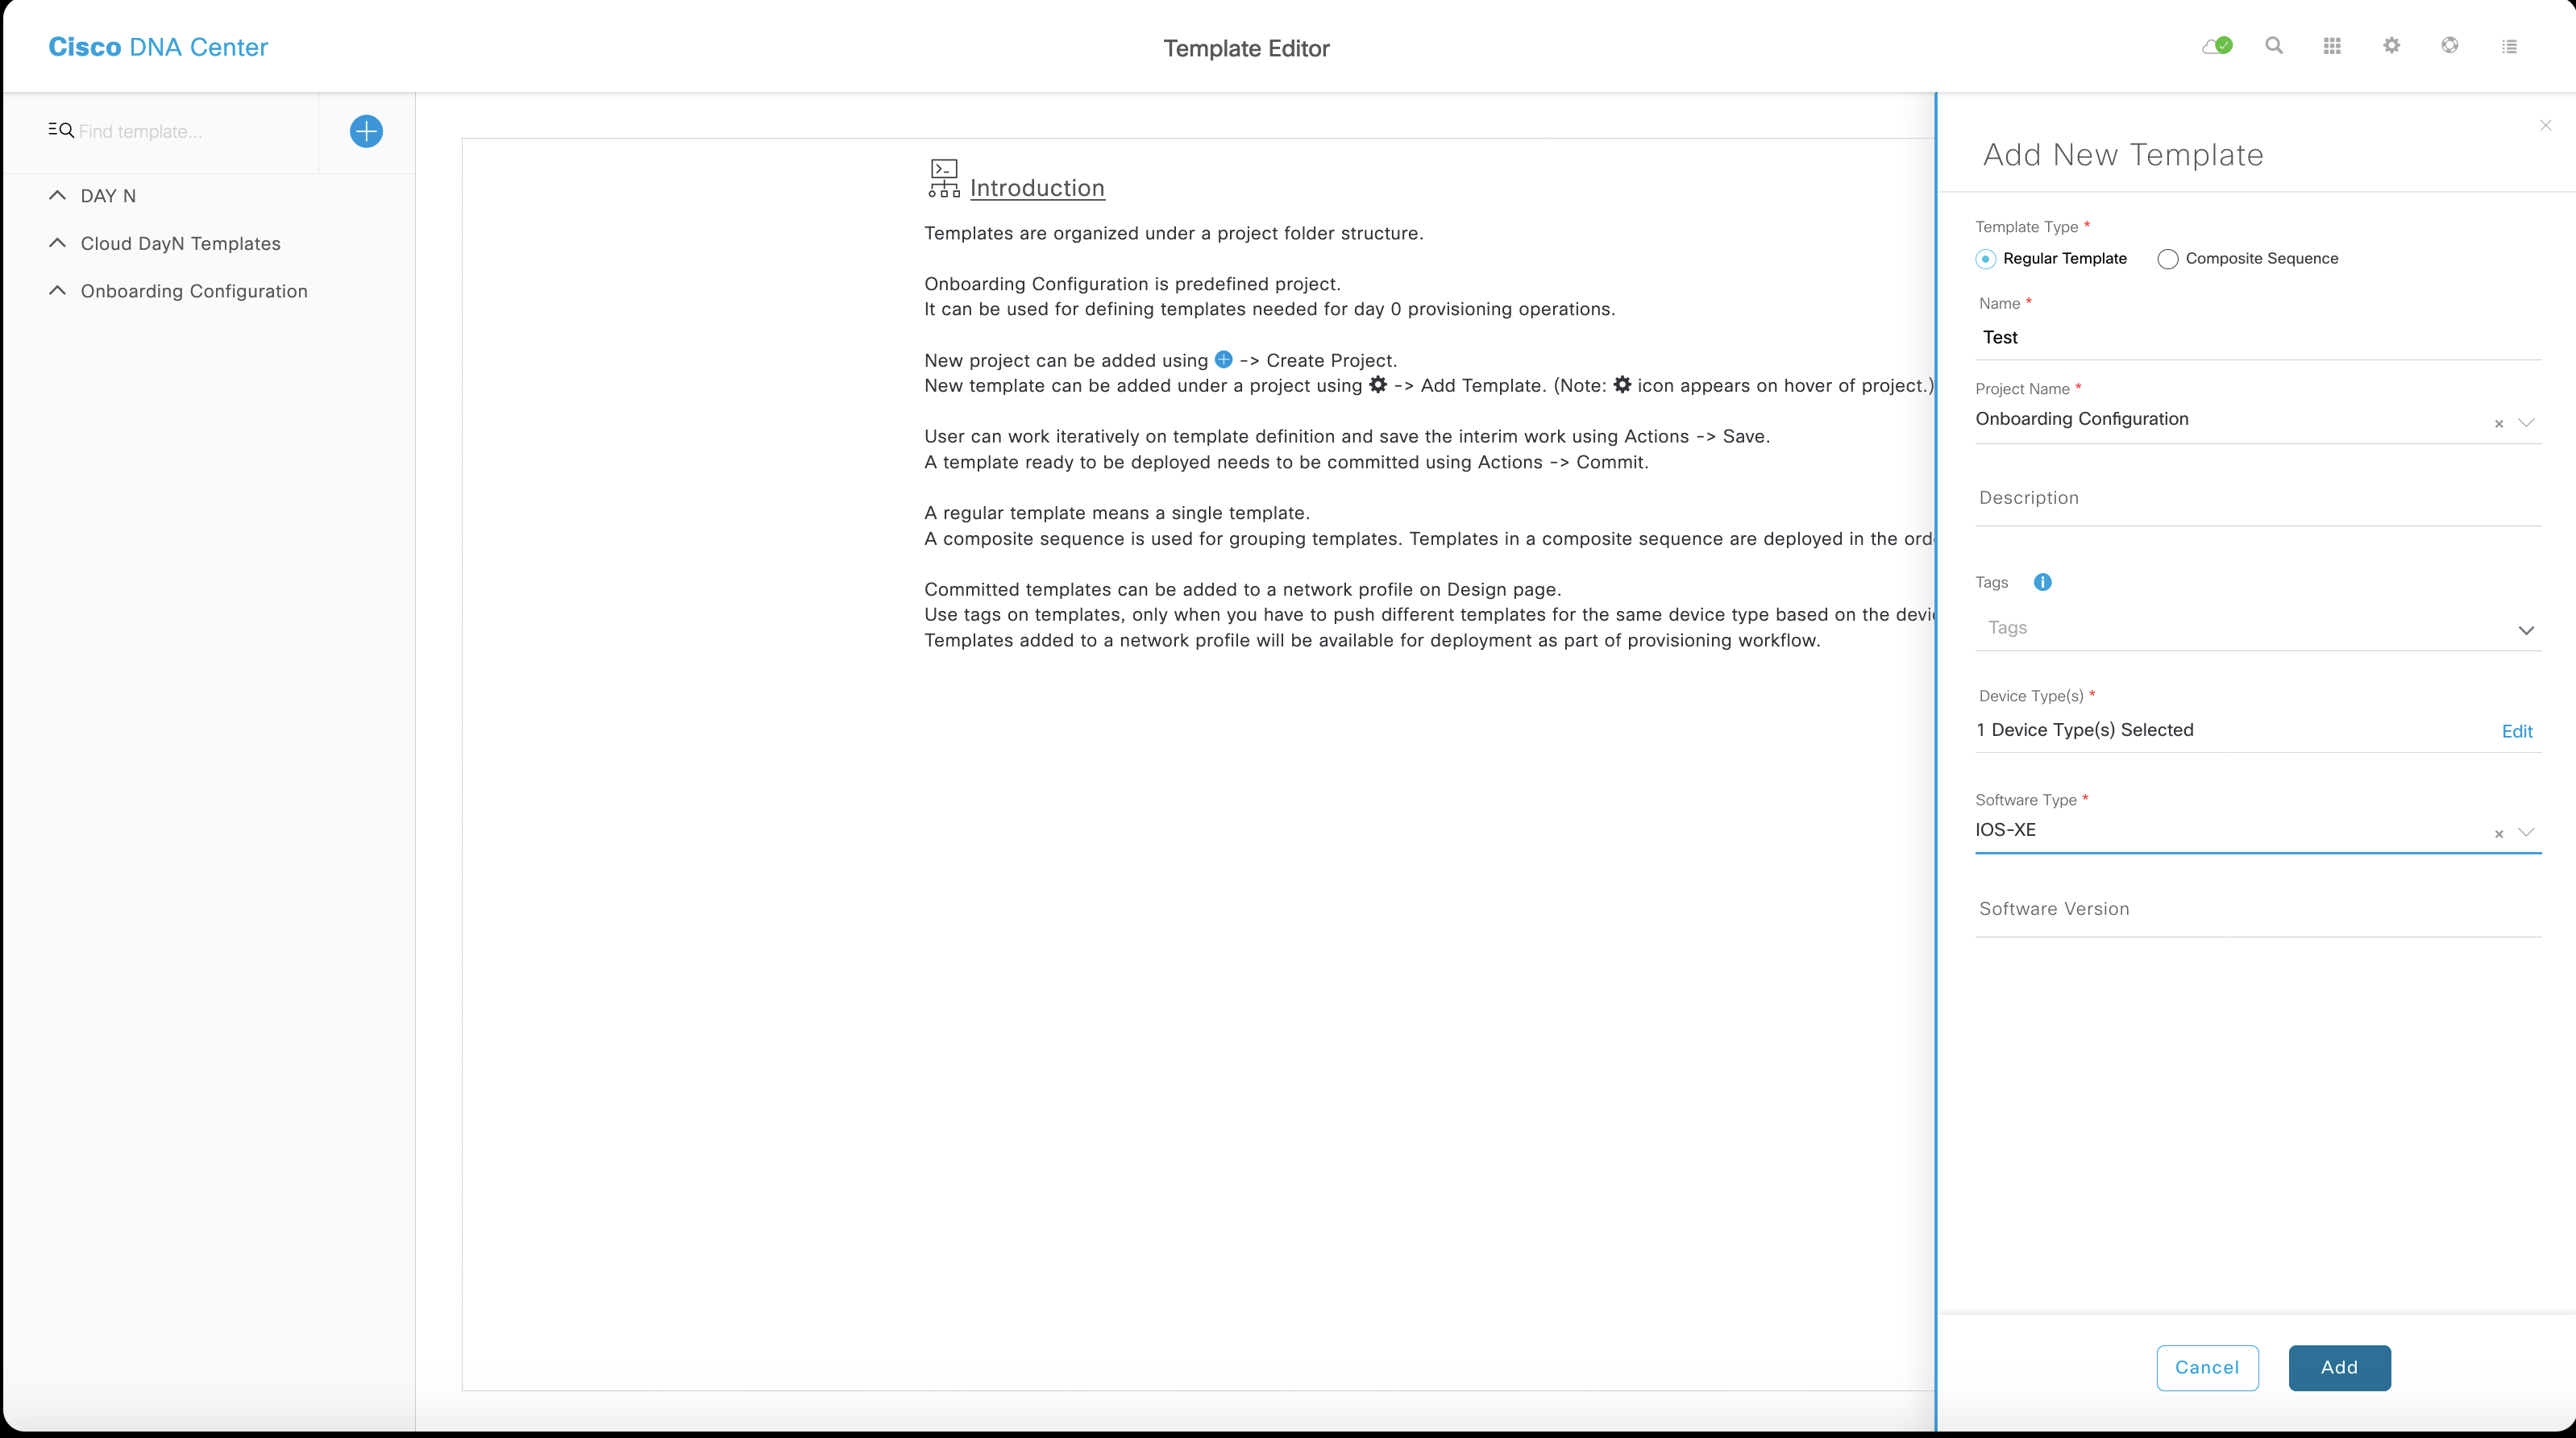 Cisco DNA Center
Template Editor
Find template...
DAY N
Cloud DayN Templates
Onboarding Configuration
Introduction
Templates are organized under a project folder structure.
Onboarding Configuration is predefined project.
It can be used for defining templates needed for day 0 provisioning operations.
New project can be added using -> Create Project.
New template can be added under a project using -> Add Template. (Note: icon appears on hover of project.)
User can work iteratively on template definition and save the interim work using Actions -> Save.
A template ready to be deployed needs to be committed using Actions -> Commit.
A regular template means a single template.
A composite sequence is used for grouping templates. Templates in a composite sequence are deployed in the
Committed templates can be added to a network profile on Design page.
Use tags on templates, only when you have to push different templates for the same device type based on the
Templates added to a network profile will be available for deployment as part of provisioning workflow.
Add New Template
Template Type *
Regular Template Composite Sequence
Name *
Test
Project Name *
Onboarding Configuration
Description
Tags
Tags
Device Type(s) *
1 Device Type(s) Selected Edit
Software Type *
IOS-XE
Software Version
Cancel Add